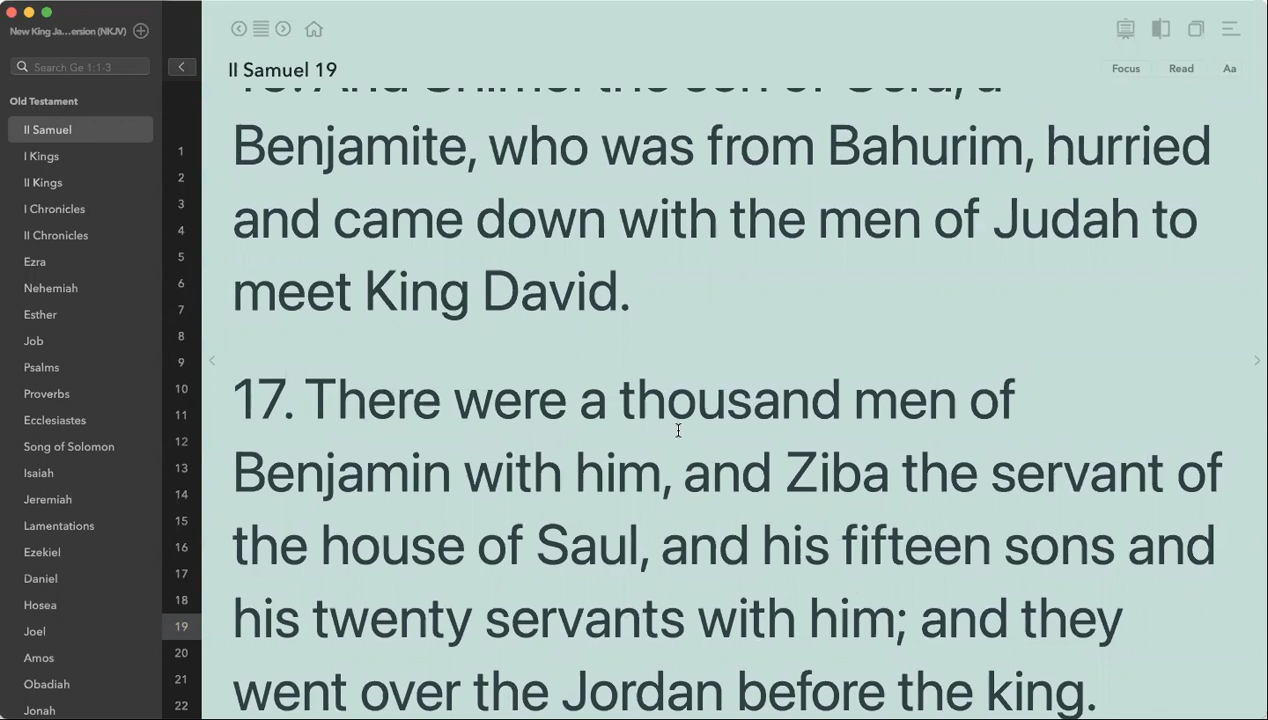 New King Ja...ersion (NKJV)
Search Ge 1:1-3
Old Testament
II Samuel
I Kings
II Kings
I Chronicles
II Chronicles
Ezra
Nehemiah
Esther
Job
Psalms
Proverbs
Ecclesiastes
Song of Solomon
Isaiah
Jeremiah
Lamentations
Ezekiel
Daniel
Hosea
Joel
Amos
Obadiah
Jonah
1
2
3
4
5
6
7
8
9
10
11
12
13
14
15
16
17
18
19
20
21
22
II Samuel 19
Focus
Read
Aa
And Shimei the son of Gera, a
Benjamite, who was from Bahurim, hurried
and came down with the men of Judah to
meet King David.
17. There were a thousand men of
Benjamin with him, and Ziba the servant of
the house of Saul, and his fifteen sons and
his twenty servants with him; and they
went over the Jordan before the king.